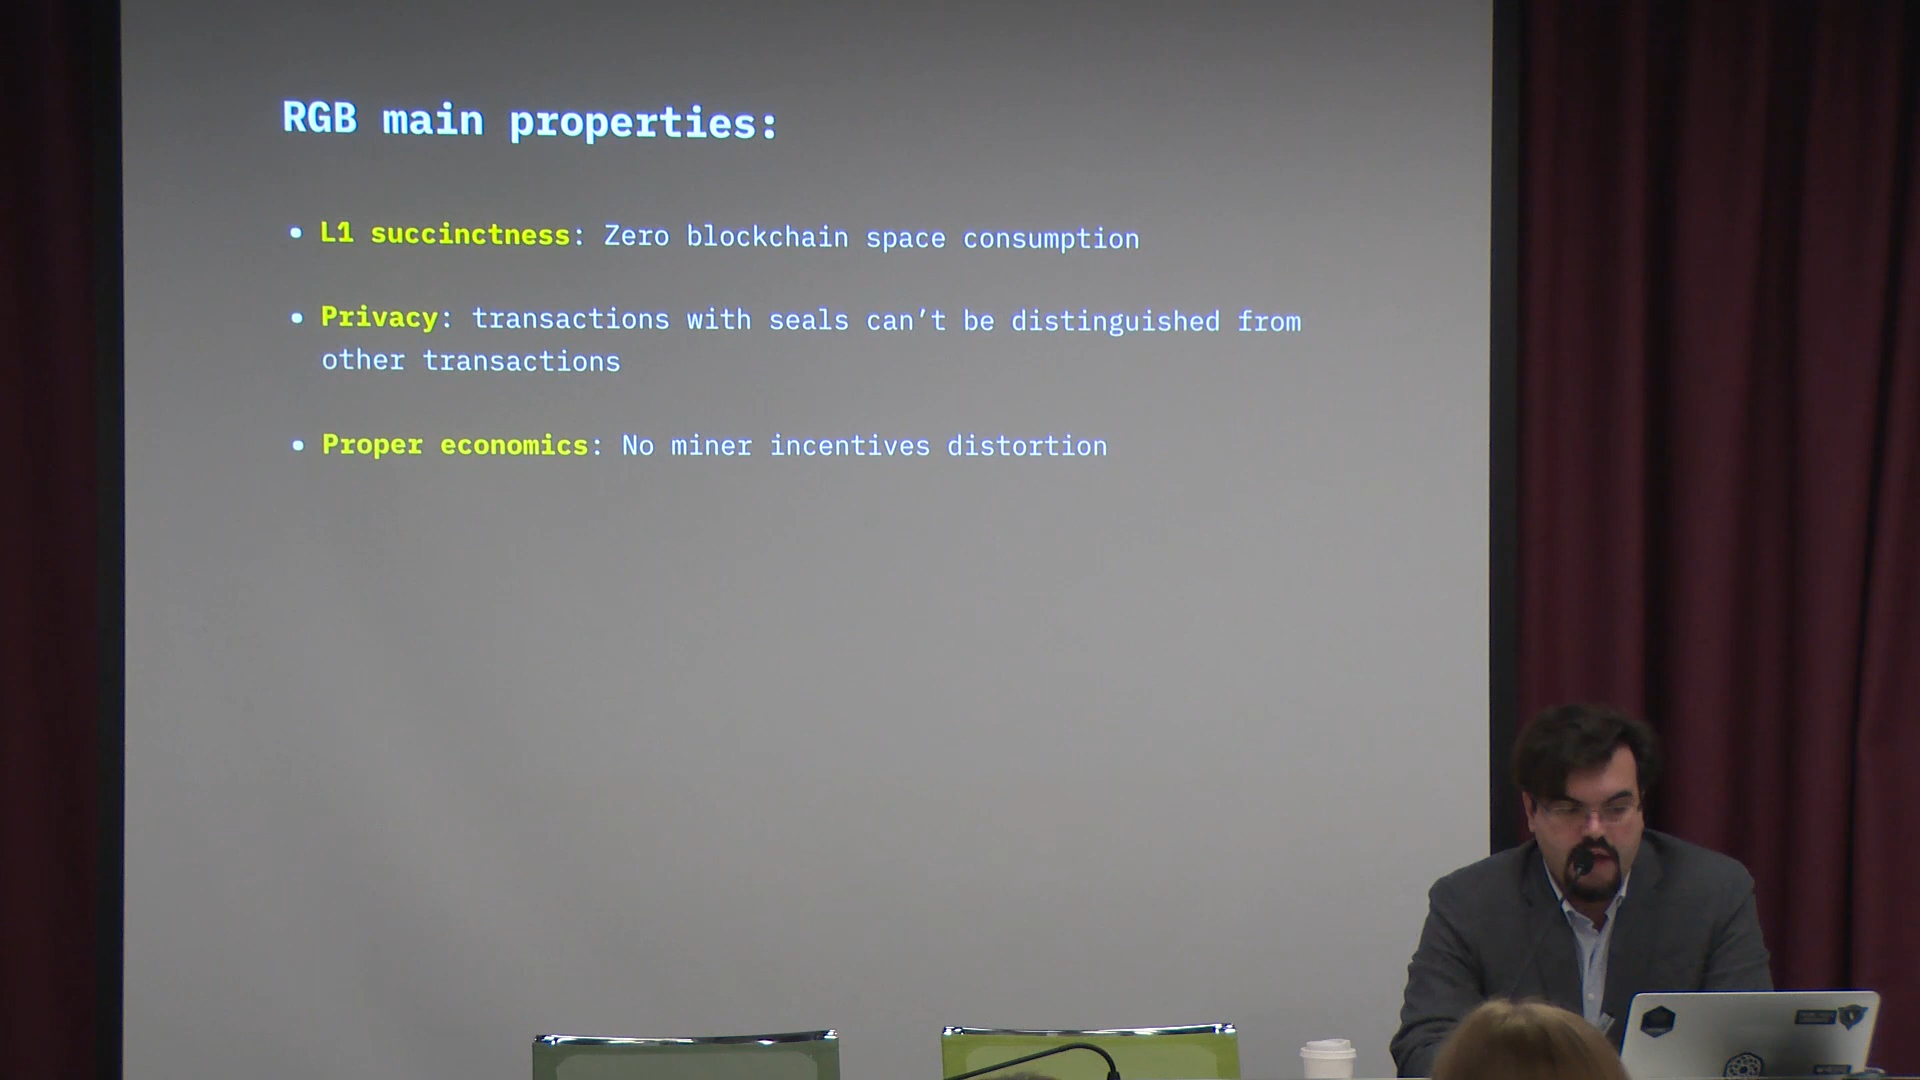 RGB main properties:
• L1 succinctness: Zero blockchain space consumption
• Privacy: transactions with seals can’t be distinguished from
other transactions
• Proper economics: No miner incentives distortion